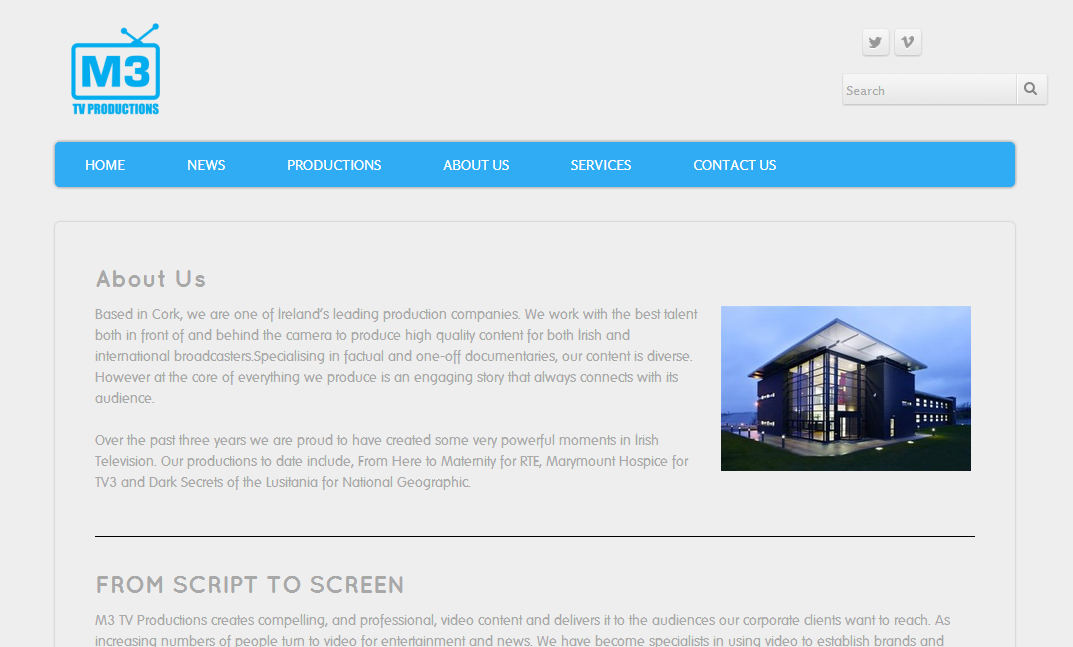 M3
TV PRODUCTIONS
Search
HOME NEWS PRODUCTIONS ABOUT US SERVICES CONTACT US
About Us
Based in Cork, we are one of Ireland's leading production companies. We work with the best talent
both in front of and behind the camera to produce high quality content for both Irish and
international broadcasters.Specialising in factual and one-off documentaries, our content is diverse.
However at the core of everything we produce is an engaging story that always connects with its
audience.
Over the past three years we are proud to have created some very powerful moments in Irish
Television. Our productions to date include, From Here to Maternity for RTE, Marymount Hospice for
TV3 and Dark Secrets of the Lusitania for National Geographic.
FROM SCRIPT TO SCREEN
M3 TV Productions creates compelling, and professional, video content and delivers it to the audiences our corporate clients want to reach. As
increasing numbers of people turn to video for entertainment and news. We have become specialists in using video to establish brands and